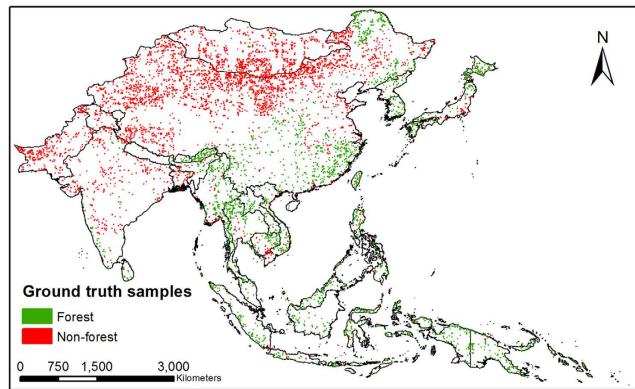 N
Ground truth samples
Forest
Non-forest
0 750 1,500 3,000
Kilometers